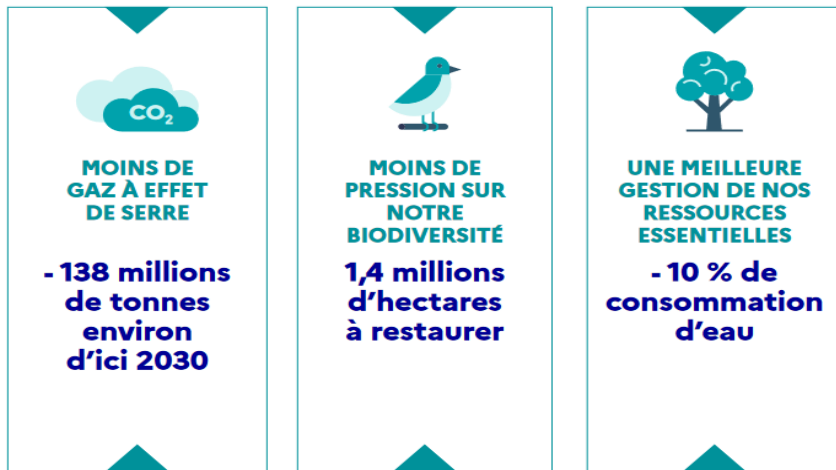 CO₂
MOINS DE
GAZ À EFFET
DE SERRE
- 138 millions
de tonnes
environ
d'ici 2030
MOINS DE
PRESSION SUR
NOTRE
BIODIVERSITÉ
1,4 millions
d'hectares
à restaurer
UNE MEILLEURE
GESTION DE NOS
RESSOURCES
ESSENTIELLES
- 10 % de
consommation
d'eau